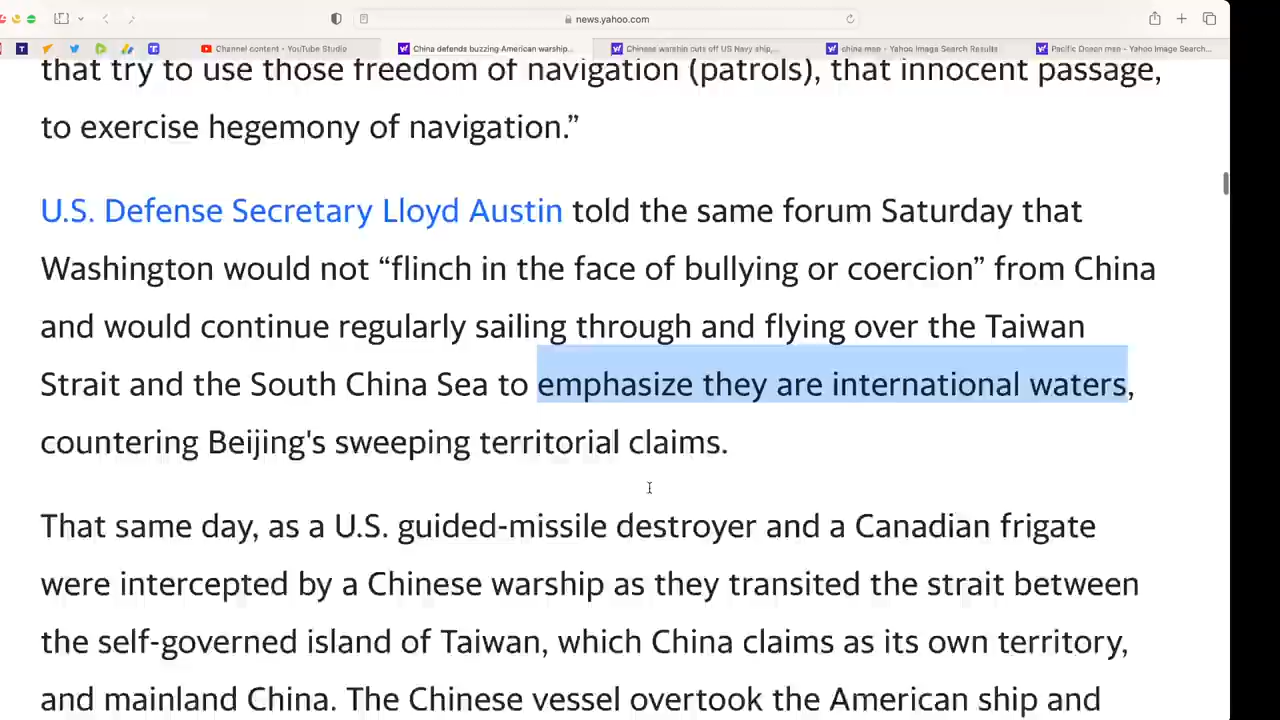 news.yahoo.com
Channel content - YouTube Studio
China defends buzzing American warship...
Chinese warship cuts off US Navy ship,...
china map - Yahoo Image Search Results
Pacific Ocean map - Yahoo Image Search...
that try to use those freedom of navigation (patrols), that innocent passage,
to exercise hegemony of navigation.”
U.S. Defense Secretary Lloyd Austin told the same forum Saturday that
Washington would not “flinch in the face of bullying or coercion” from China
and would continue regularly sailing through and flying over the Taiwan
Strait and the South China Sea to emphasize they are international waters,
countering Beijing's sweeping territorial claims.
That same day, as a U.S. guided-missile destroyer and a Canadian frigate
were intercepted by a Chinese warship as they transited the strait between
the self-governed island of Taiwan, which China claims as its own territory,
and mainland China. The Chinese vessel overtook the American ship and